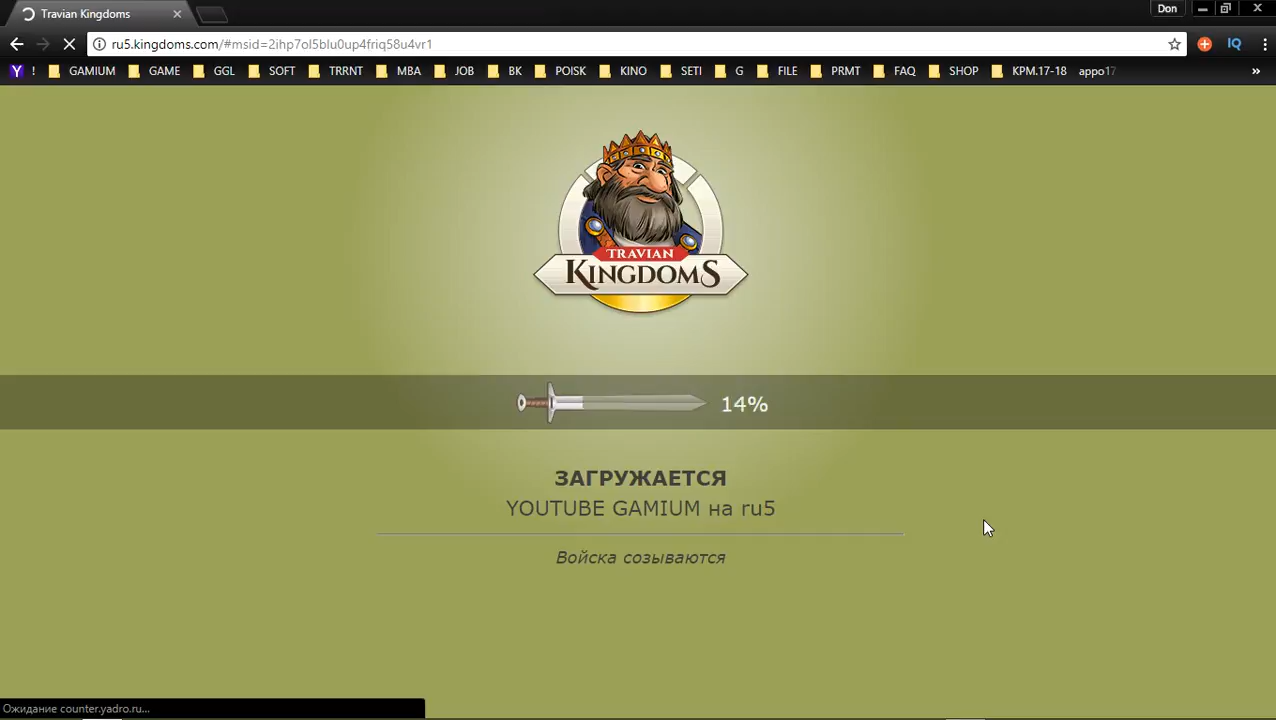 Travian Kingdoms
Don
ru5.kingdoms.com/#msid=2ihp7ol5blu0up4friq58u4vr1
IQ
Y ! GAMIUM GAME GGL SOFT TRRNT MBA JOB BK POISK KINO SETI G FILE PRMT FAQ SHOP KPM.17-18 appo17 »
TRAVIAN
KINGDOMS
14%
ЗАГРУЖАЕТСЯ
YOUTUBE GAMIUM на ru5
Войска созываются
Ожидание counter.yadro.ru...